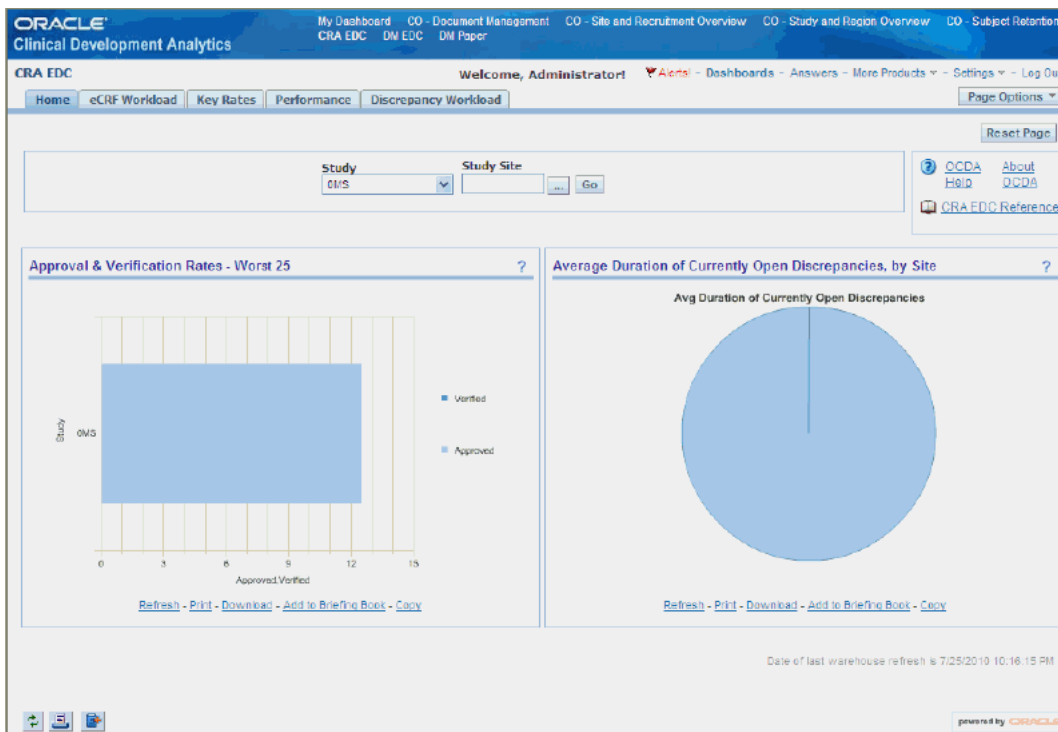 ORACLE
Clinical Development Analytics
My Dashboard CO - Document Management CO - Site and Recruitment Overview CO - Study and Region Overview CO - Subject Retention
CRA EDC DM EDC DM Paper
CRA EDC
Welcome, Administrator! Alerts! - Dashboards - Answers - More Products - Settings - Log Ou
Home eCRF Workload Key Rates Performance Discrepancy Workload
Page Options
Reset Page
Study Study Site
0MS ... Go
? OCDA Help About OCDA
CRA EDC Reference
Approval & Verification Rates - Worst 25 ?
Verified
Approved
Study
0MS
0 3 6 9 12 15
Approved,Verified
Refresh - Print - Download - Add to Briefing Book - Copy
Average Duration of Currently Open Discrepancies, by Site ?
Avg Duration of Currently Open Discrepancies
Refresh - Print - Download - Add to Briefing Book - Copy
Date of last warehouse refresh is 7/25/2010 10:16:15 PM
powered by ORACLE